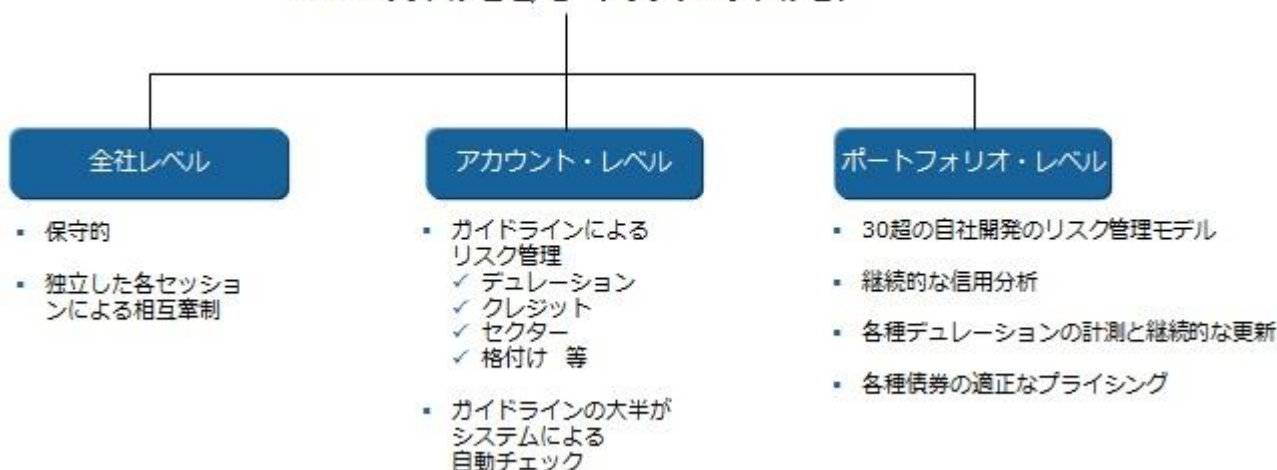 全社レベル
アカウント・レベル
ポートフォリオ・レベル
▪ 保守的
▪ 独立した各セッショ
ンによる相互牽制
▪ ガイドラインによる
リスク管理
✓ デュレーション
✓ クレジット
✓ セクター
✓ 格付け 等
▪ ガイドラインの大半が
システムによる
自動チェック
▪ 30超の自社開発のリスク管理モデル
▪ 継続的な信用分析
▪ 各種デュレーションの計測と継続的な更新
▪ 各種債券の適正なプライシング